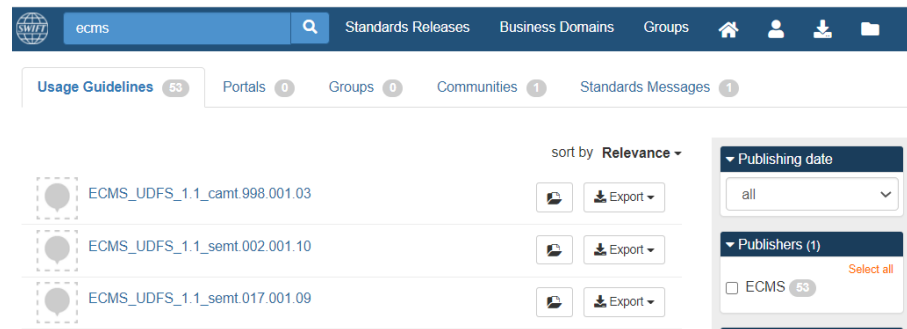 SWIFT ecms Standards Releases Business Domains Groups
Usage Guidelines 53 Portals 0 Groups 0 Communities 1 Standards Messages 1
sort by Relevance
ECMS_UDFS_1.1_camt.998.001.03 Export
ECMS_UDFS_1.1_semt.002.001.10 Export
ECMS_UDFS_1.1_semt.017.001.09 Export
Publishing date
all
Publishers (1)
Select all
ECMS 53